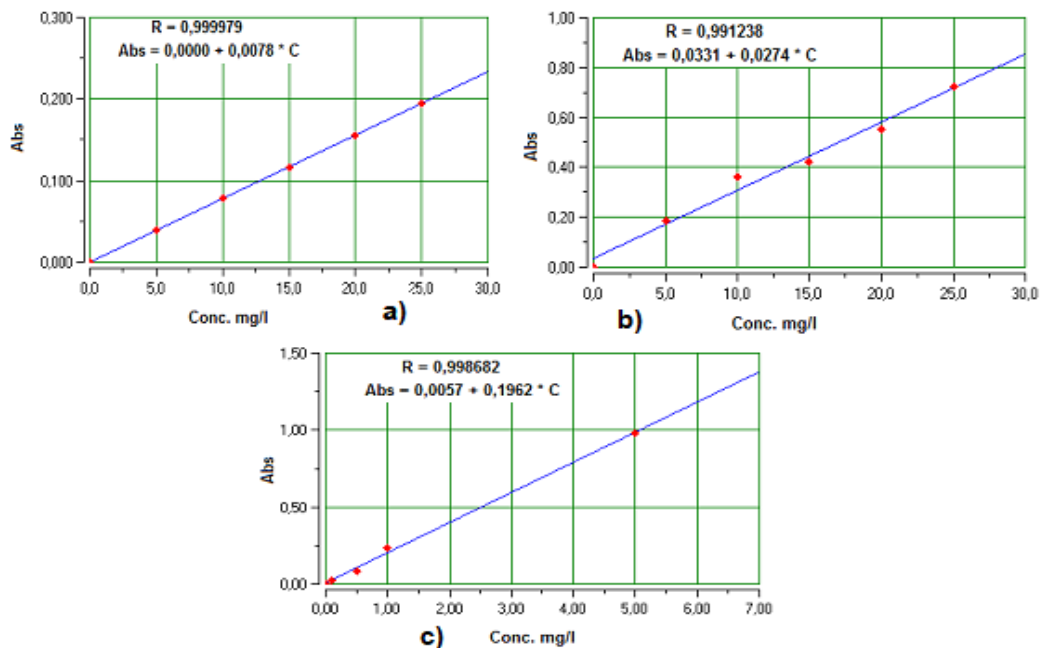 R = 0,999979
Abs = 0,0000 + 0,0078 * C
0,300
0,200
0,100
0,000
Abs
0,0 5,0 10,0 15,0 20,0 25,0 30,0
Conc. mg/l
a)
R = 0,991238
Abs = 0,0331 + 0,0274 * C
1,00
0,80
0,60
0,40
0,20
0,00
Abs
0,0 5,0 10,0 15,0 20,0 25,0 30,0
Conc. mg/l
b)
R = 0,998682
Abs = 0,0057 + 0,1962 * C
1,50
1,00
0,50
0,00
Abs
0,00 1,00 2,00 3,00 4,00 5,00 6,00 7,00
Conc. mg/l
c)